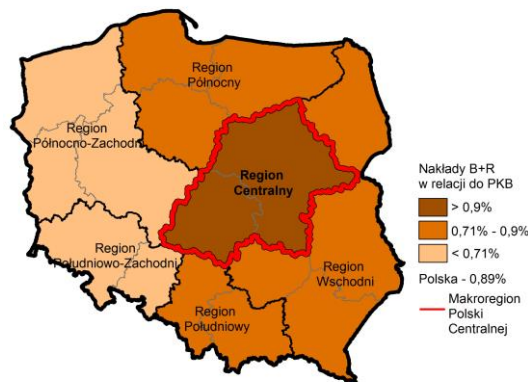 Region
Północny
Region
Północno-Zachodni
Region
Centralny
Region
Południowo-Zachodni
Region
Wschodni
Region
Południowy
Nakłady B+R
w relacji do PKB
> 0,9%
0,71% - 0,9%
< 0,71%
Polska - 0,89%
Makroregion
Polski
Centralnej